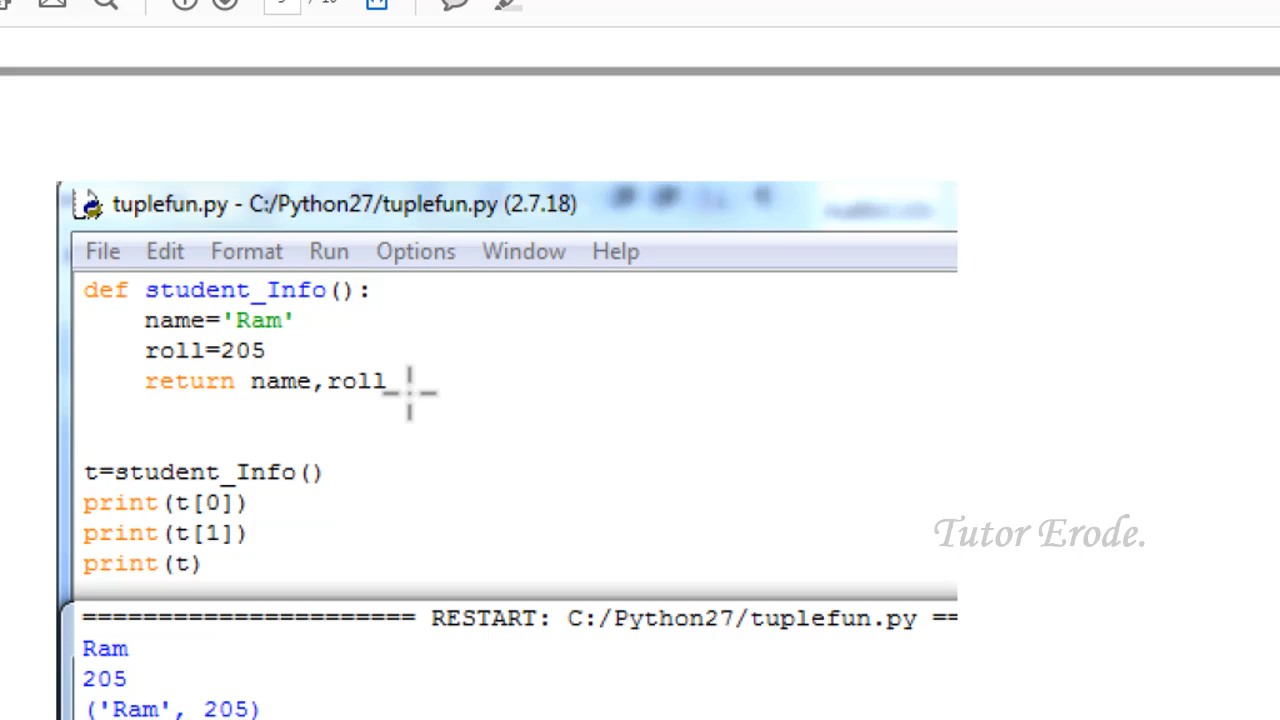 tuplefun.py - C:/Python27/tuplefun.py (2.7.18)
File Edit Format Run Options Window Help
def student_Info():
    name='Ram'
    roll=205
    return name,roll
t=student_Info()
print(t[0])
print(t[1])
print(t)
Tutor Erode.
====================== RESTART: C:/Python27/tuplefun.py ==
Ram
205
('Ram', 205)